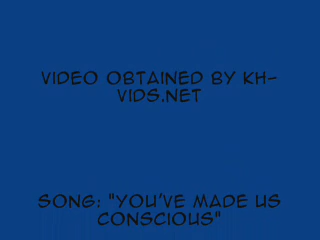 VIDEO OBTAINED BY KH-
VIDS.NET
SONG: "YOU'VE MADE US
CONSCIOUS"